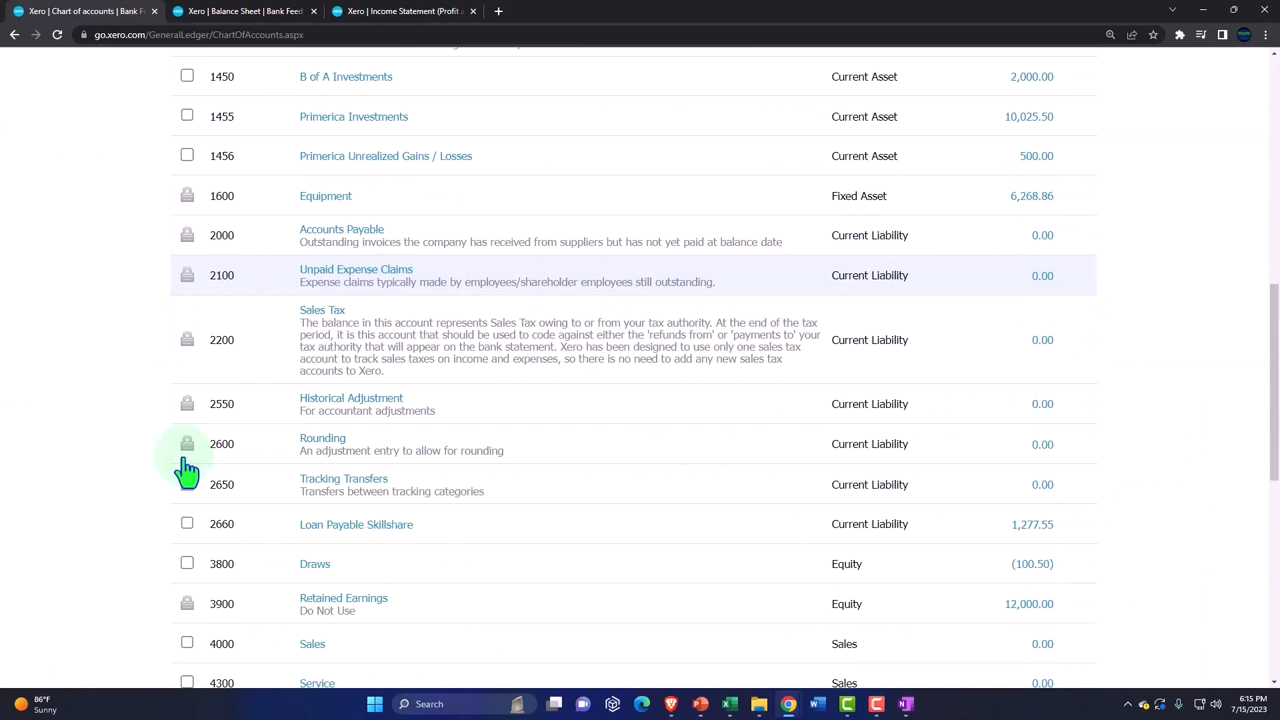 Xero | Chart of accounts | Bank F
Xero | Balance Sheet | Bank Feed
Xero | Income Statement (Profit a
go.xero.com/GeneralLedger/ChartOfAccounts.aspx
1450 B of A Investments Current Asset 2,000.00
1455 Primerica Investments Current Asset 10,025.50
1456 Primerica Unrealized Gains / Losses Current Asset 500.00
1600 Equipment Fixed Asset 6,268.86
2000 Accounts Payable Current Liability 0.00
Outstanding invoices the company has received from suppliers but has not yet paid at balance date
2100 Unpaid Expense Claims Current Liability 0.00
Expense claims typically made by employees/shareholder employees still outstanding.
Sales Tax
The balance in this account represents Sales Tax owing to or from your tax authority. At the end of the tax
period, it is this account that should be used to code against either the 'refunds from' or 'payments to' your
2200 tax authority that will appear on the bank statement. Xero has been designed to use only one sales tax Current Liability 0.00
account to track sales taxes on income and expenses, so there is no need to add any new sales tax
accounts to Xero.
2550 Historical Adjustment Current Liability 0.00
For accountant adjustments
2600 Rounding Current Liability 0.00
An adjustment entry to allow for rounding
2650 Tracking Transfers Current Liability 0.00
Transfers between tracking categories
2660 Loan Payable Skillshare Current Liability 1,277.55
3800 Draws Equity (100.50)
3900 Retained Earnings Equity 12,000.00
Do Not Use
4000 Sales Sales 0.00
4300 Service Sales 0.00
86°F
Sunny
Search
6:15 PM
7/15/2023